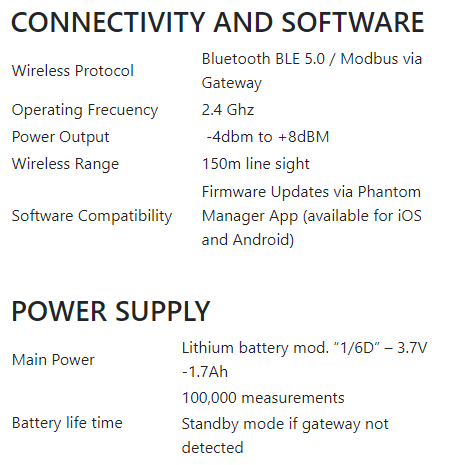 CONNECTIVITY AND SOFTWARE
Wireless Protocol
Bluetooth BLE 5.0 / Modbus via
Gateway
Operating Frecuency
2.4 Ghz
Power Output
-4dbm to +8dBM
Wireless Range
150m line sight
Software Compatibility
Firmware Updates via Phantom
Manager App (available for iOS
and Android)
POWER SUPPLY
Main Power
Lithium battery mod. “1/6D” – 3.7V
-1.7Ah
Battery life time
100,000 measurements
Standby mode if gateway not
detected